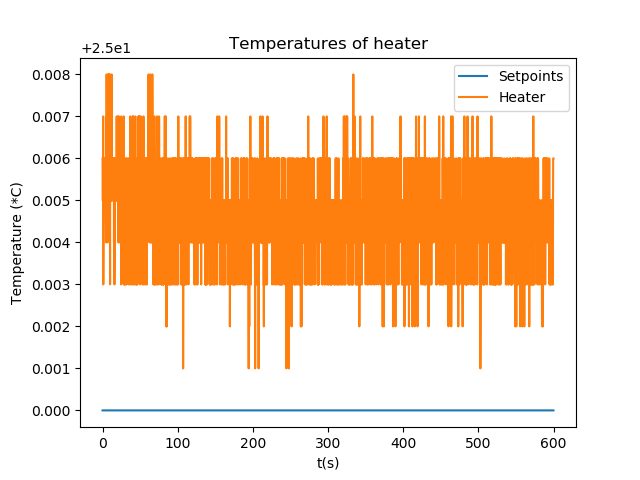 Temperatures of heater
+2.5e1
Setpoints
Heater
0.008
0.007
0.006
0.005
0.004
0.003
0.002
0.001
0.000
Temperature (*C)
0 100 200 300 400 500 600
t(s)